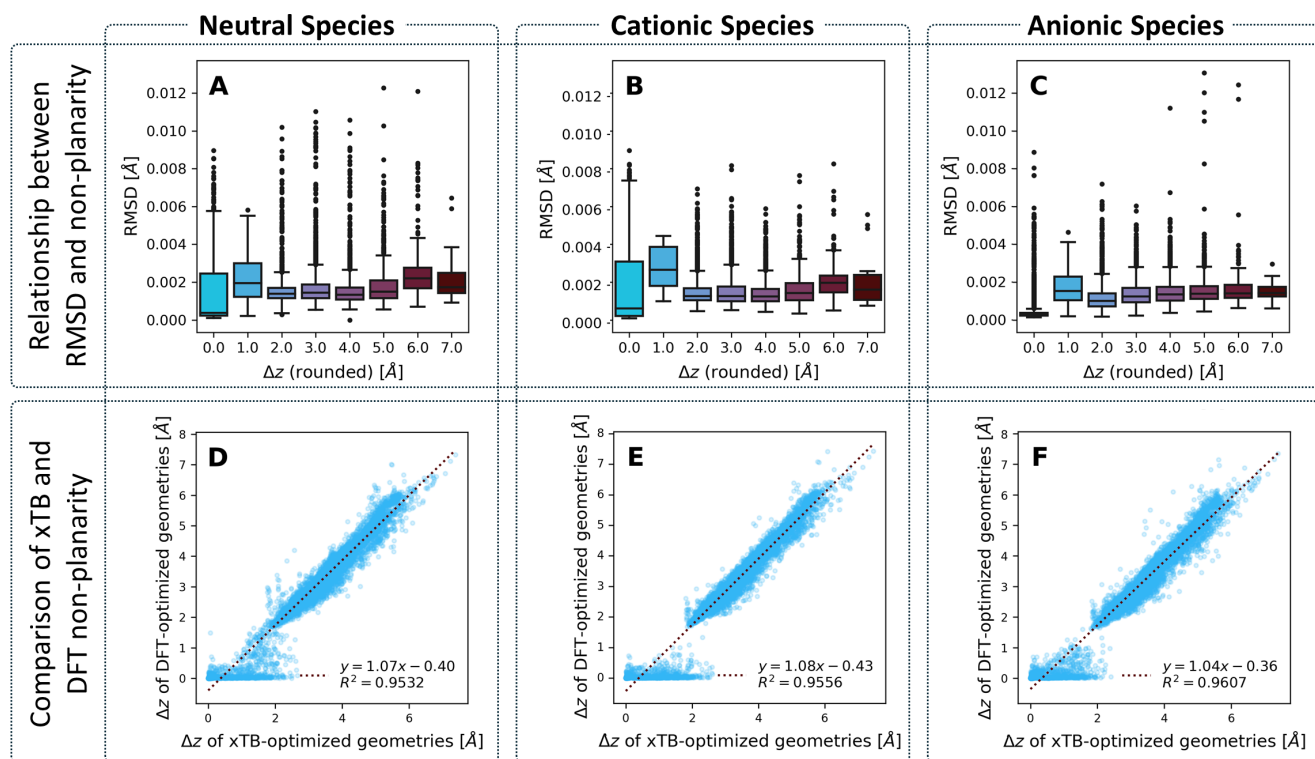 Neutral Species
Cationic Species
Anionic Species
Relationship between
RMSD and non-planarity
A
RMSD [Å]
0.012
0.010
0.008
0.006
0.004
0.002
0.000
0.0 1.0 2.0 3.0 4.0 5.0 6.0 7.0
Δz (rounded) [Å]
B
RMSD [Å]
0.012
0.010
0.008
0.006
0.004
0.002
0.000
0.0 1.0 2.0 3.0 4.0 5.0 6.0 7.0
Δz (rounded) [Å]
C
RMSD [Å]
0.012
0.010
0.008
0.006
0.004
0.002
0.000
0.0 1.0 2.0 3.0 4.0 5.0 6.0 7.0
Δz (rounded) [Å]
Comparison of xTB and
DFT non-planarity
D
Δz of DFT-optimized geometries [Å]
8
7
6
5
4
3
2
1
0
y = 1.07x − 0.40
R² = 0.9532
0 2 4 6
Δz of xTB-optimized geometries [Å]
E
Δz of DFT-optimized geometries [Å]
8
7
6
5
4
3
2
1
0
y = 1.08x − 0.43
R² = 0.9556
0 2 4 6
Δz of xTB-optimized geometries [Å]
F
Δz of DFT-optimized geometries [Å]
8
7
6
5
4
3
2
1
0
y = 1.04x − 0.36
R² = 0.9607
0 2 4 6
Δz of xTB-optimized geometries [Å]